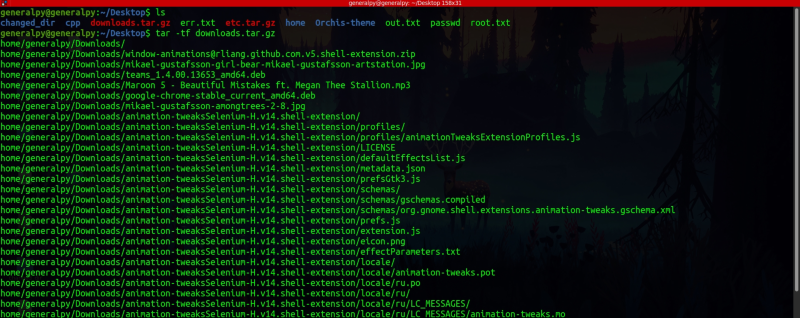 generalpy@generalpy: ~/Desktop 158x31
generalpy@generalpy:~/Desktop$ ls
changed_dir cpp downloads.tar.gz err.txt etc.tar.gz home Orchis-theme out.txt passwd root.txt
generalpy@generalpy:~/Desktop$ tar -tf downloads.tar.gz
home/generalpy/Downloads/
home/generalpy/Downloads/window-animations@rliang.github.com.v5.shell-extension.zip
home/generalpy/Downloads/mikael-gustafsson-girl-bear-mikael-gustafsson-artstation.jpg
home/generalpy/Downloads/teams_1.4.00.13653_amd64.deb
home/generalpy/Downloads/Maroon 5 - Beautiful Mistakes ft. Megan Thee Stallion.mp3
home/generalpy/Downloads/google-chrome-stable_current_amd64.deb
home/generalpy/Downloads/mikael-gustafsson-amongtrees-2-8.jpg
home/generalpy/Downloads/animation-tweaksSelenium-H.v14.shell-extension/
home/generalpy/Downloads/animation-tweaksSelenium-H.v14.shell-extension/profiles/
home/generalpy/Downloads/animation-tweaksSelenium-H.v14.shell-extension/profiles/animationTweaksExtensionProfiles.js
home/generalpy/Downloads/animation-tweaksSelenium-H.v14.shell-extension/LICENSE
home/generalpy/Downloads/animation-tweaksSelenium-H.v14.shell-extension/defaultEffectsList.js
home/generalpy/Downloads/animation-tweaksSelenium-H.v14.shell-extension/metadata.json
home/generalpy/Downloads/animation-tweaksSelenium-H.v14.shell-extension/prefsGtk3.js
home/generalpy/Downloads/animation-tweaksSelenium-H.v14.shell-extension/schemas/
home/generalpy/Downloads/animation-tweaksSelenium-H.v14.shell-extension/schemas/gschemas.compiled
home/generalpy/Downloads/animation-tweaksSelenium-H.v14.shell-extension/schemas/org.gnome.shell.extensions.animation-tweaks.gschema.xml
home/generalpy/Downloads/animation-tweaksSelenium-H.v14.shell-extension/prefs.js
home/generalpy/Downloads/animation-tweaksSelenium-H.v14.shell-extension/extension.js
home/generalpy/Downloads/animation-tweaksSelenium-H.v14.shell-extension/eicon.png
home/generalpy/Downloads/animation-tweaksSelenium-H.v14.shell-extension/effectParameters.txt
home/generalpy/Downloads/animation-tweaksSelenium-H.v14.shell-extension/locale/
home/generalpy/Downloads/animation-tweaksSelenium-H.v14.shell-extension/locale/animation-tweaks.pot
home/generalpy/Downloads/animation-tweaksSelenium-H.v14.shell-extension/locale/ru.po
home/generalpy/Downloads/animation-tweaksSelenium-H.v14.shell-extension/locale/ru/
home/generalpy/Downloads/animation-tweaksSelenium-H.v14.shell-extension/locale/ru/LC_MESSAGES/
home/generalpy/Downloads/animation-tweaksSelenium-H.v14.shell-extension/locale/ru/LC_MESSAGES/animation-tweaks.mo